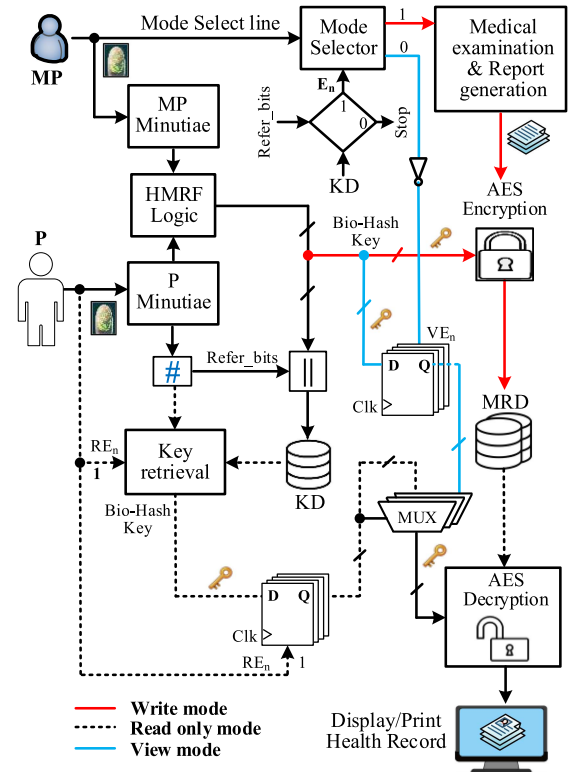 Mode Select line
MP
Mode
Selector
1
0
Medical
examination
& Report
generation
Eₙ
Refer_bits
1
0
Stop
KD
MP
Minutiae
HMRF
Logic
AES
Encryption
Bio-Hash
Key
P
P
Minutiae
#
Refer_bits
||
VEₙ
D
Q
Clk
MRD
REₙ
1
Key
retrieval
KD
Bio-Hash
Key
MUX
D
Q
Clk
REₙ
1
AES
Decryption
Write mode
Read only mode
View mode
Display/Print
Health Record